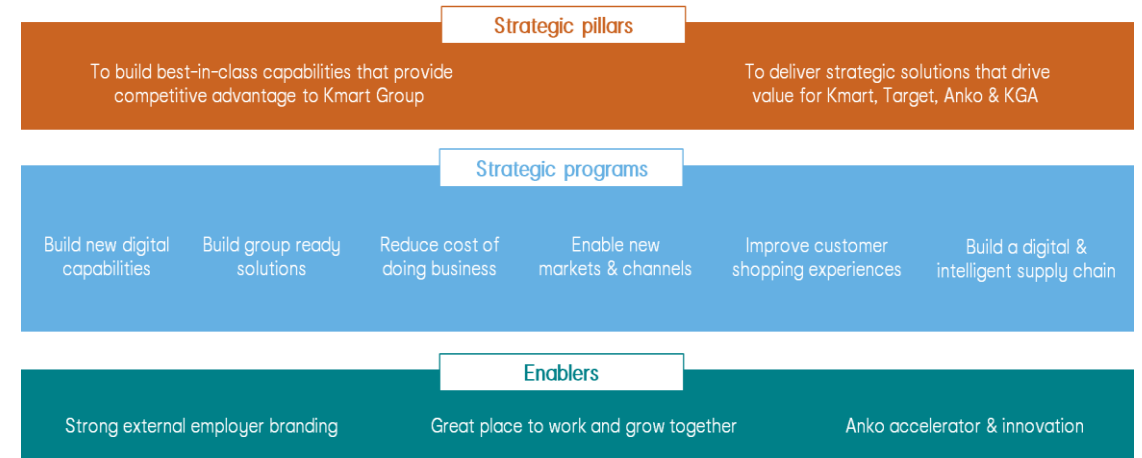 Strategic pillars
To build best-in-class capabilities that provide
competitive advantage to Kmart Group
To deliver strategic solutions that drive
value for Kmart, Target, Anko & KGA
Strategic programs
Build new digital
capabilities
Build group ready
solutions
Reduce cost of
doing business
Enable new
markets & channels
Improve customer
shopping experiences
Build a digital &
intelligent supply chain
Enablers
Strong external employer branding
Great place to work and grow together
Anko accelerator & innovation